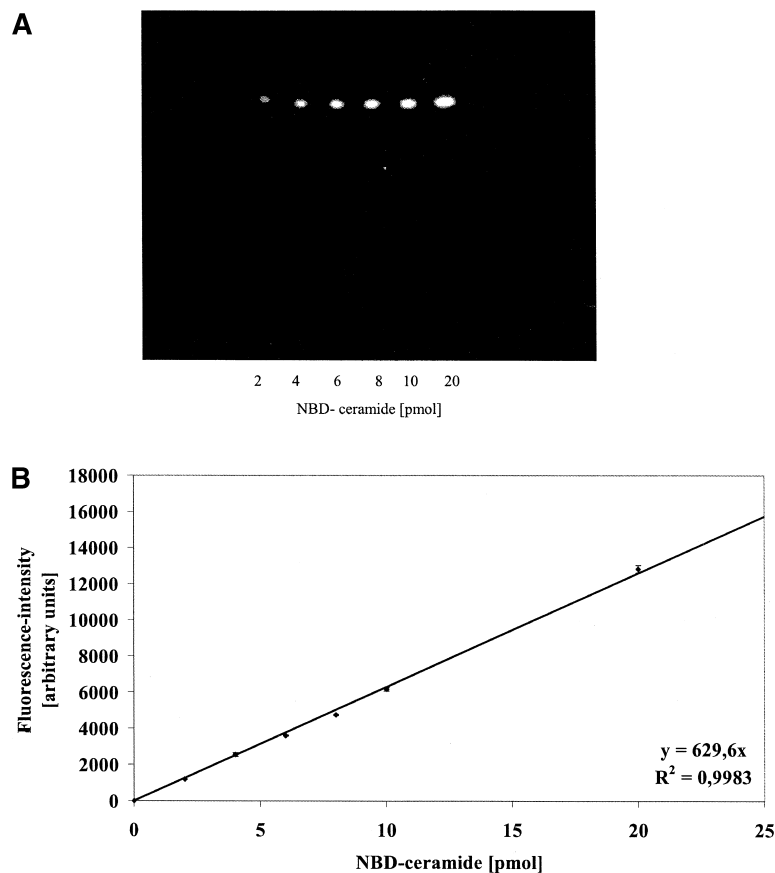 A
2 4 6 8 10 20
NBD- ceramide [pmol]
B
18000
16000
14000
12000
10000
8000
6000
4000
2000
0
Fluorescence-intensity
[arbitrary units]
y = 629,6x
R² = 0,9983
0 5 10 15 20 25
NBD-ceramide [pmol]